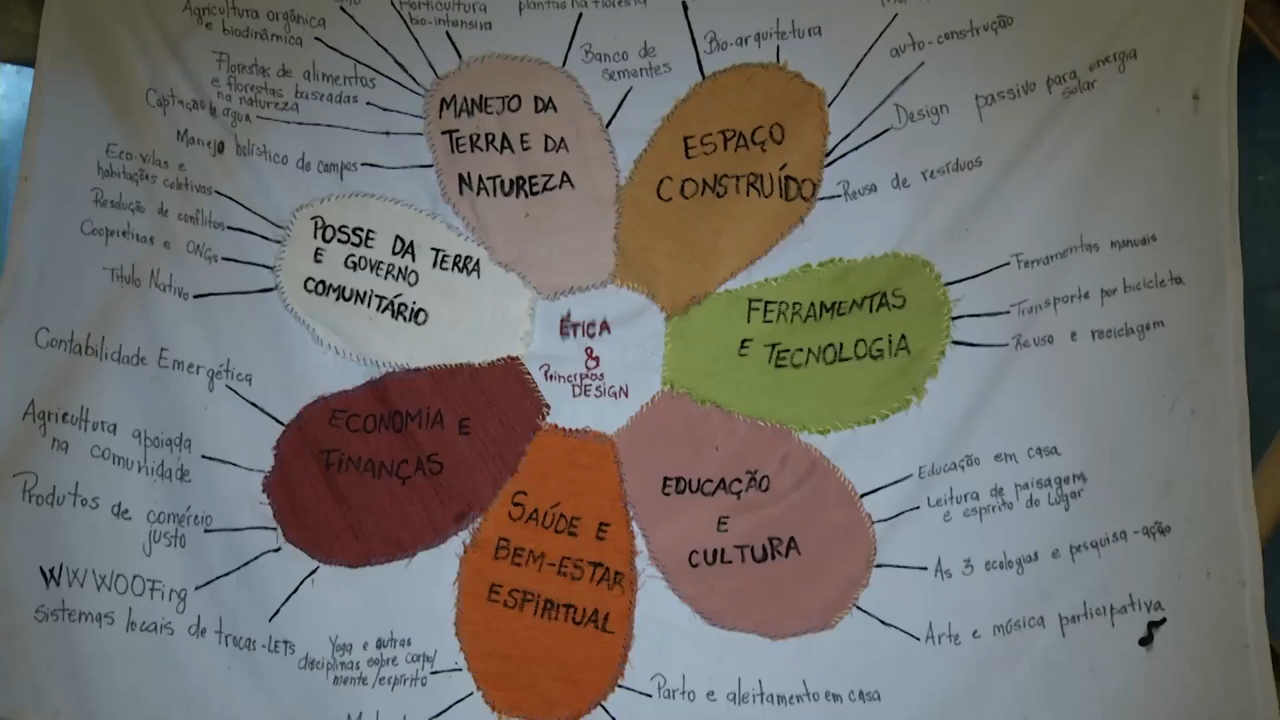 Horticultura
bio-intensiva
plantas na floresta
Agricultura orgânica
e biodinâmica
Banco de
sementes
Bio-arquitetura
auto-construção
Florestas de alimentos
e florestas baseadas
na natureza
Captação de água
Manejo holístico de campos
MANEJO DA
TERRA E DA
NATUREZA
ESPAÇO
CONSTRUÍDO
Design passivo para energia
solar
Reuso de resíduos
Eco-vilas e
habitações coletivas
Resolução de conflitos
Cooperativas e ONGs
Título Nativo
POSSE DA TERRA
E GOVERNO
COMUNITÁRIO
ÉTICA
&
Princípios
DESIGN
FERRAMENTAS
E TECNOLOGIA
Ferramentas manuais
Transporte por bicicleta
Reuso e reciclagem
Contabilidade Emergética
Agricultura apoiada
na comunidade
Produtos de comércio
justo
WWWOOFing
sistemas locais de trocas-LETs
ECONOMIA E
FINANÇAS
SAÚDE E
BEM-ESTAR
ESPIRITUAL
EDUCAÇÃO
E
CULTURA
Educação em casa
Leitura de paisagem
e espírito do Lugar
As 3 ecologias e pesquisa-ação
Arte e música participativa
Yoga e outras
disciplinas sobre corpo/
mente/espírito
Parto e aleitamento em casa